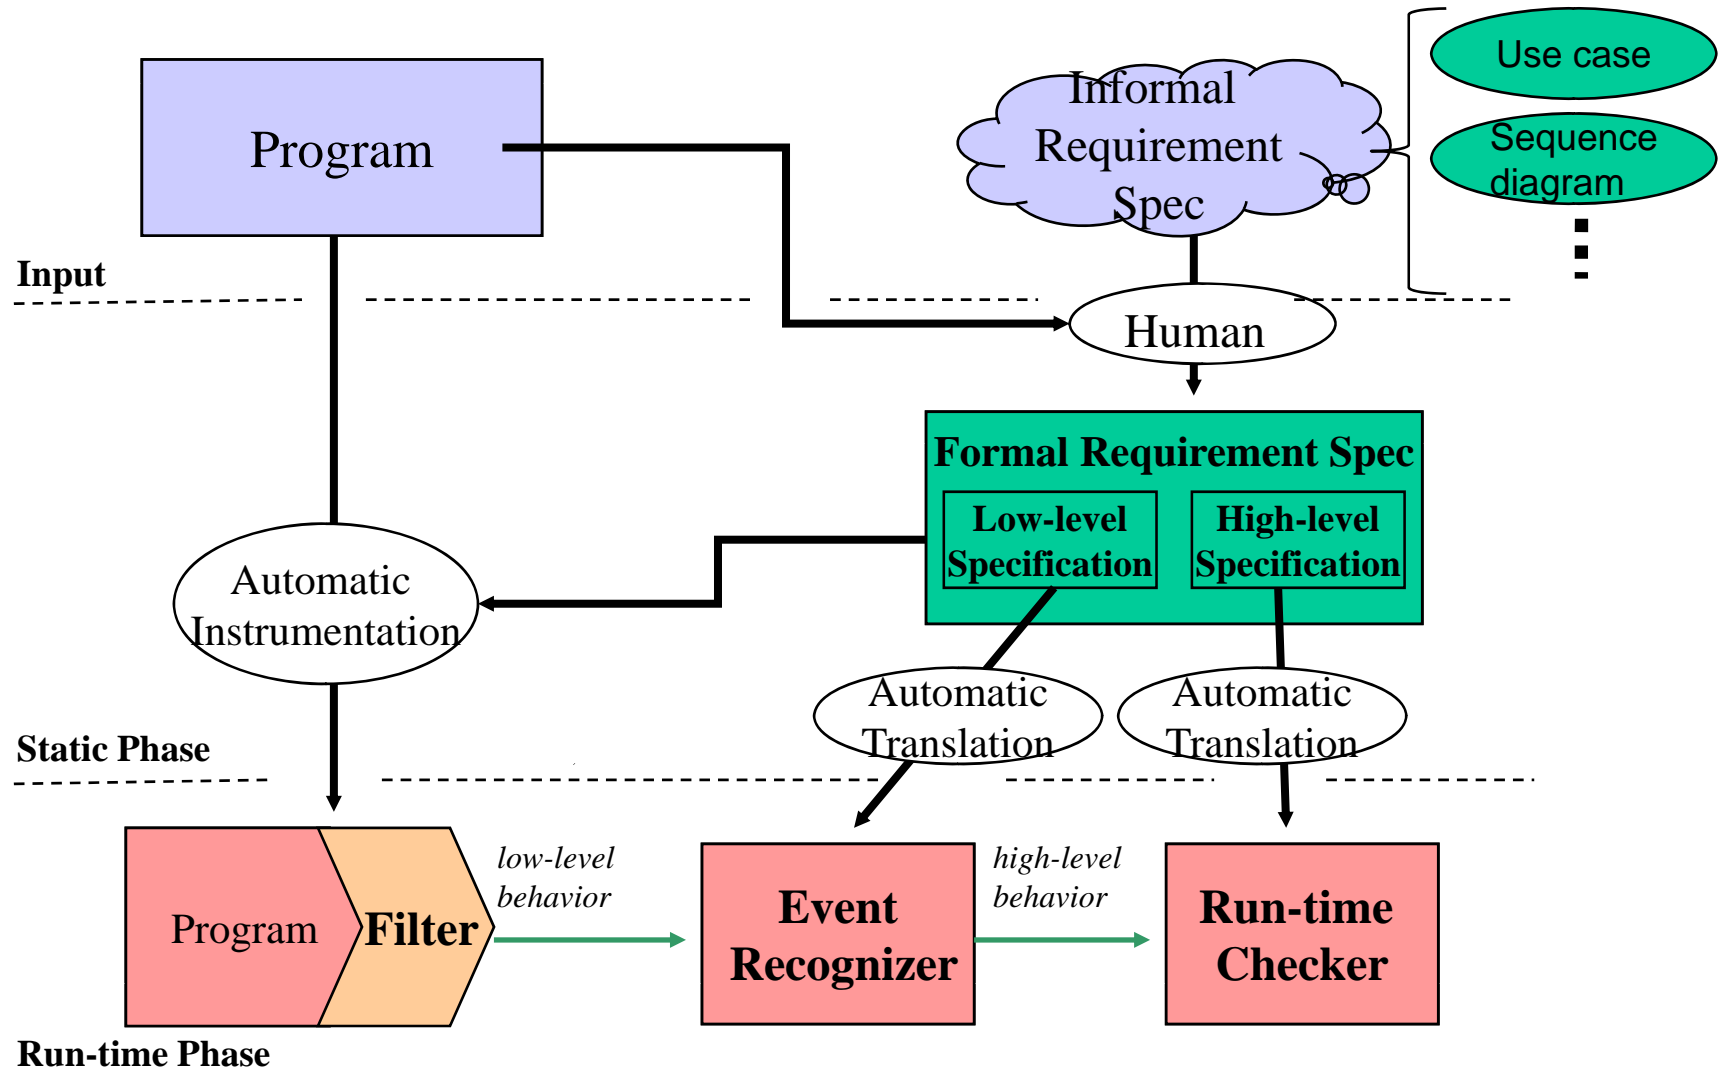 Use case
Informal
Requirement
Spec
Program
Sequence
diagram
Input
Human
Formal Requirement Spec
Low-level
Specification
High-level
Specification
Automatic
Instrumentation
Automatic
Translation
Automatic
Translation
Static Phase
low-level
behavior
high-level
behavior
Program
Filter
Event
Recognizer
Run-time
Checker
Run-time Phase